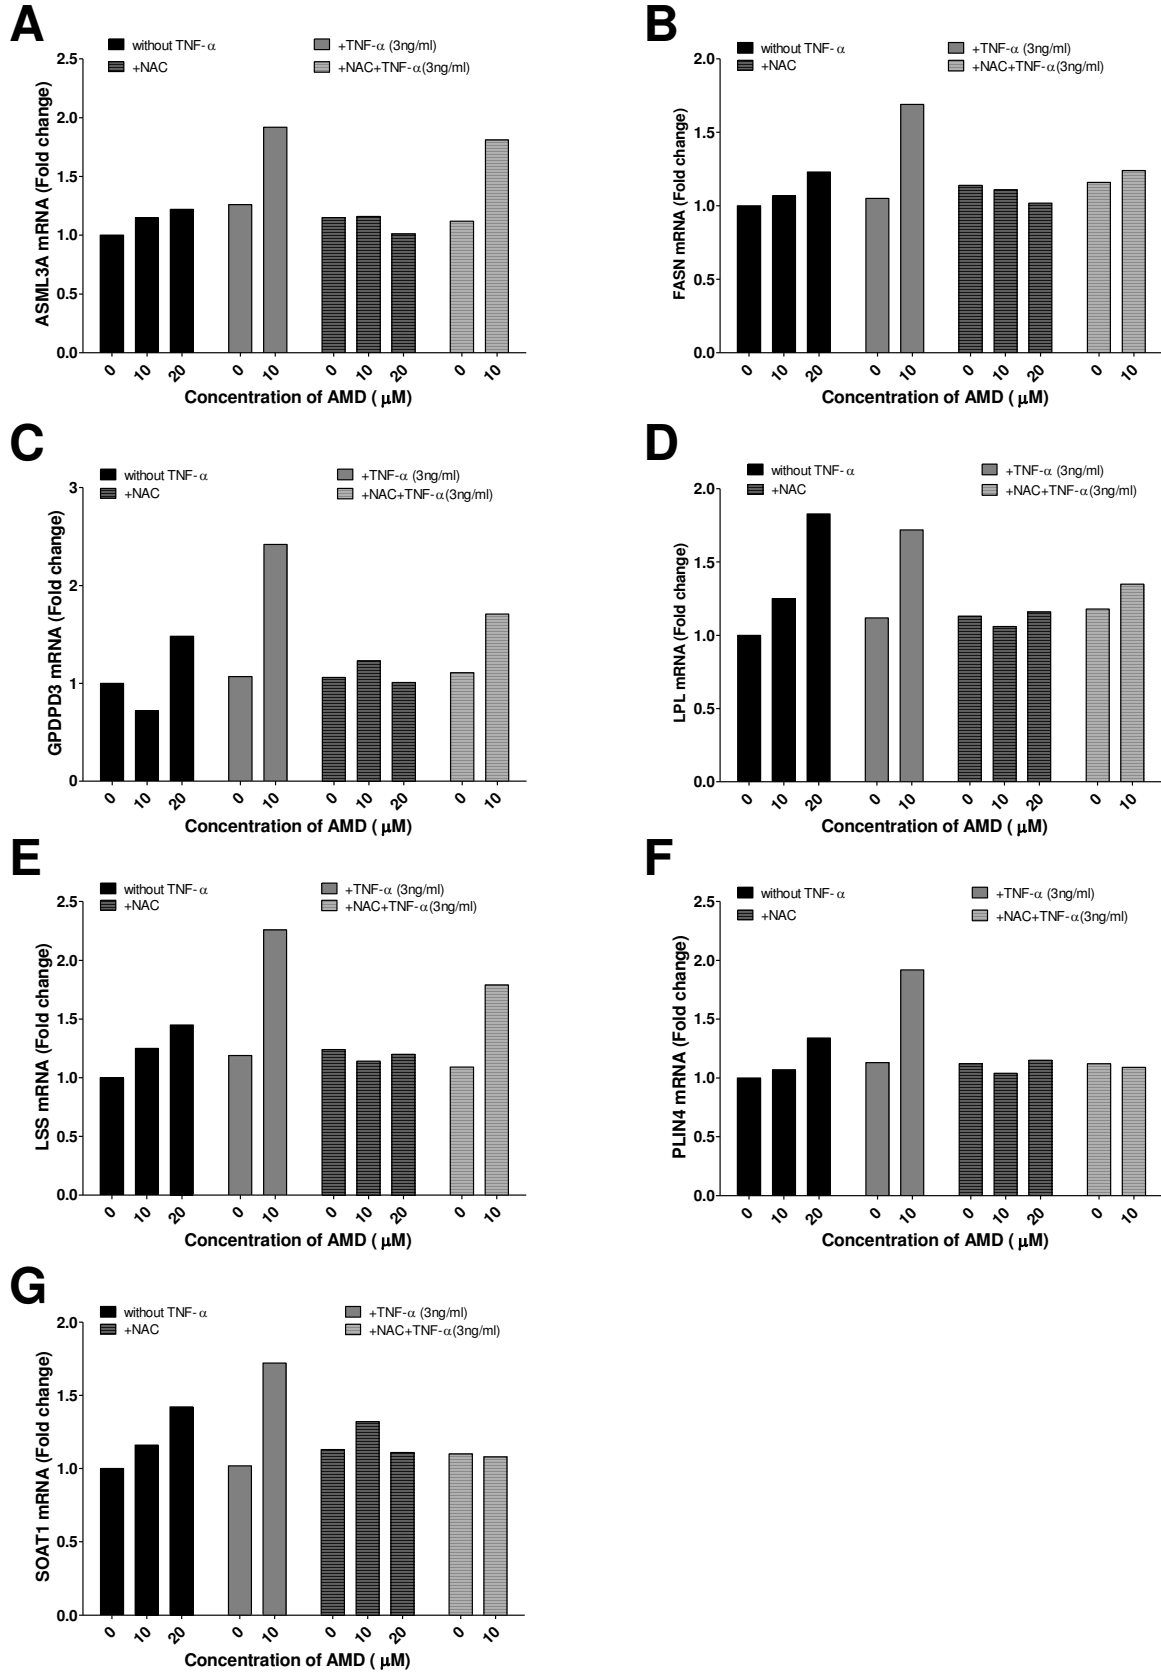 A
without TNF-α
+TNF-α (3ng/ml)
+NAC
+NAC+TNF-α(3ng/ml)
ASML3A mRNA (Fold change)
2.5
2.0
1.5
1.0
0.5
0.0
0 10 20 0 10 0 10 20 0 10
Concentration of AMD ( μM)
B
without TNF-α
+TNF-α (3ng/ml)
+NAC
+NAC+TNF-α(3ng/ml)
FASN mRNA (Fold change)
2.0
1.5
1.0
0.5
0.0
0 10 20 0 10 0 10 20 0 10
Concentration of AMD ( μM)
C
without TNF-α
+TNF-α (3ng/ml)
+NAC
+NAC+TNF-α(3ng/ml)
GPDPD3 mRNA (Fold change)
3
2
1
0
0 10 20 0 10 0 10 20 0 10
Concentration of AMD ( μM)
D
without TNF-α
+TNF-α (3ng/ml)
+NAC
+NAC+TNF-α(3ng/ml)
LPL mRNA (Fold change)
2.0
1.5
1.0
0.5
0.0
0 10 20 0 10 0 10 20 0 10
Concentration of AMD ( μM)
E
without TNF-α
+TNF-α (3ng/ml)
+NAC
+NAC+TNF-α(3ng/ml)
LSS mRNA (Fold change)
2.5
2.0
1.5
1.0
0.5
0.0
0 10 20 0 10 0 10 20 0 10
Concentration of AMD ( μM)
F
without TNF-α
+TNF-α (3ng/ml)
+NAC
+NAC+TNF-α(3ng/ml)
PLIN4 mRNA (Fold change)
2.5
2.0
1.5
1.0
0.5
0.0
0 10 20 0 10 0 10 20 0 10
Concentration of AMD ( μM)
G
without TNF-α
+TNF-α (3ng/ml)
+NAC
+NAC+TNF-α(3ng/ml)
SOAT1 mRNA (Fold change)
2.0
1.5
1.0
0.5
0.0
0 10 20 0 10 0 10 20 0 10
Concentration of AMD ( μM)